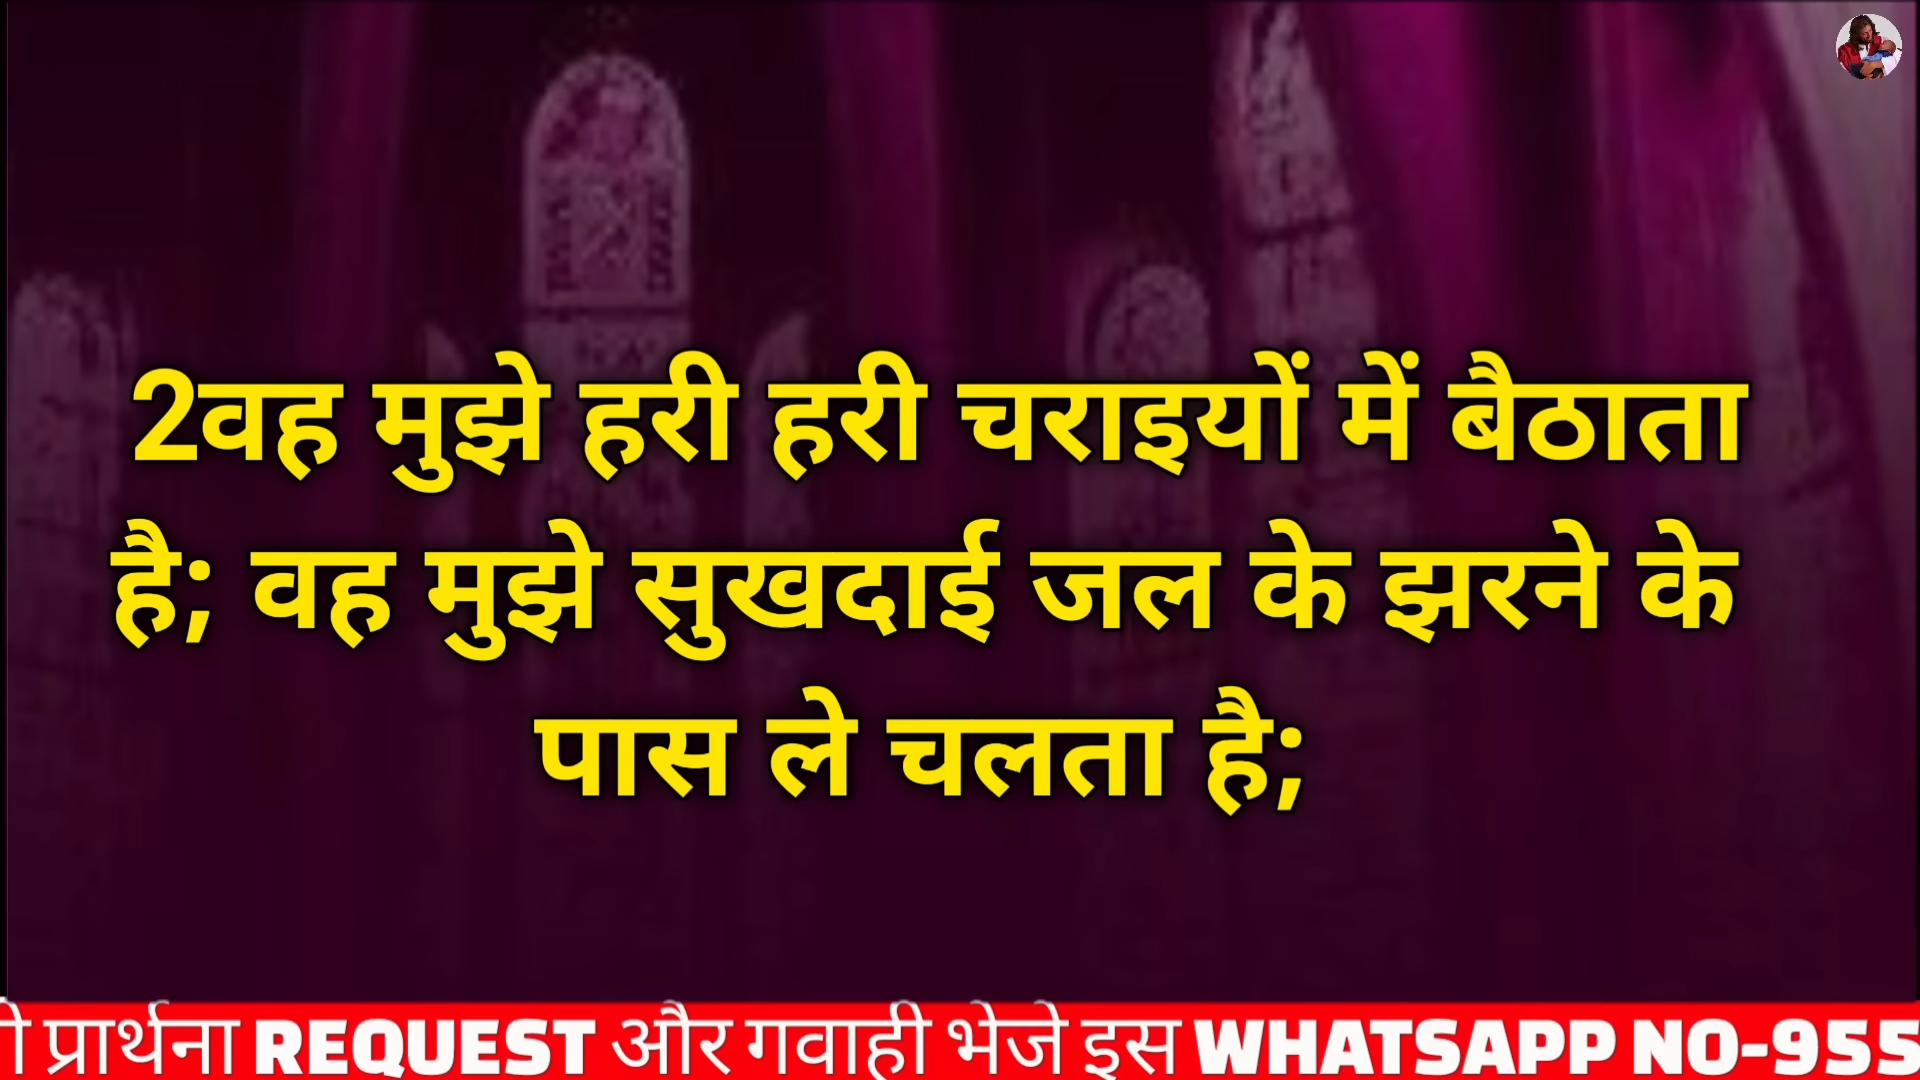 2वह मुझे हरी हरी चराइयों में बैठाता
है; वह मुझे सुखदाई जल के झरने के
पास ले चलता है;
प्रार्थना REQUEST और गवाही भेजे इस WHATSAPP NO-955